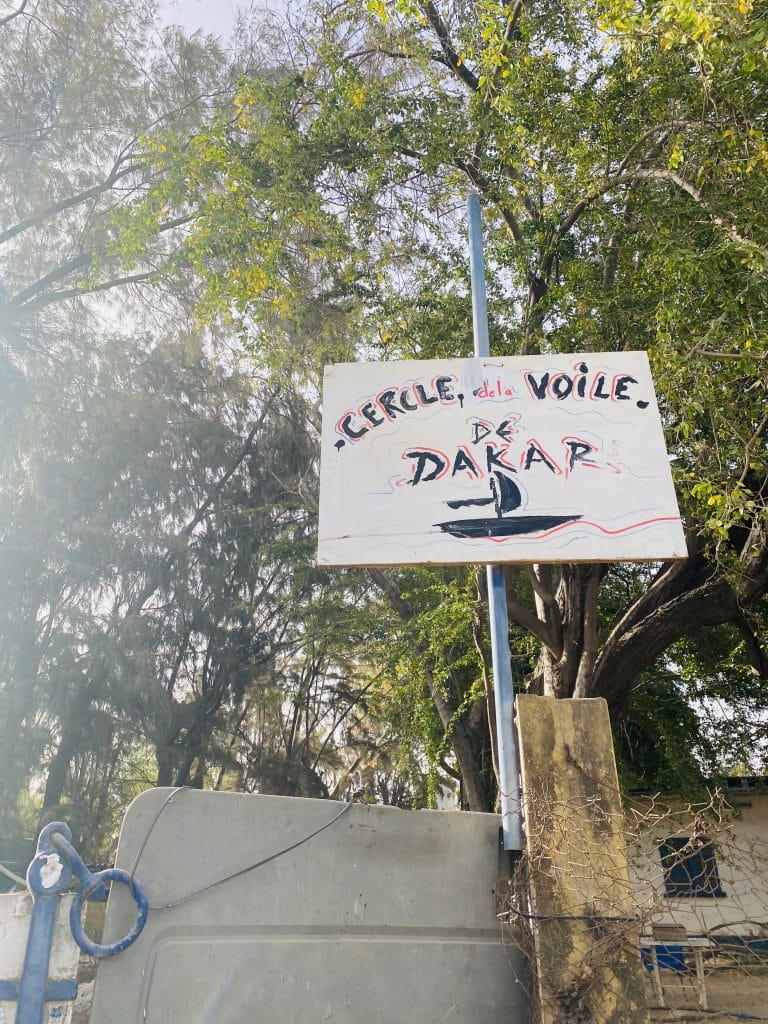 CERCLE, de la VOILE.
DE
DAKAR